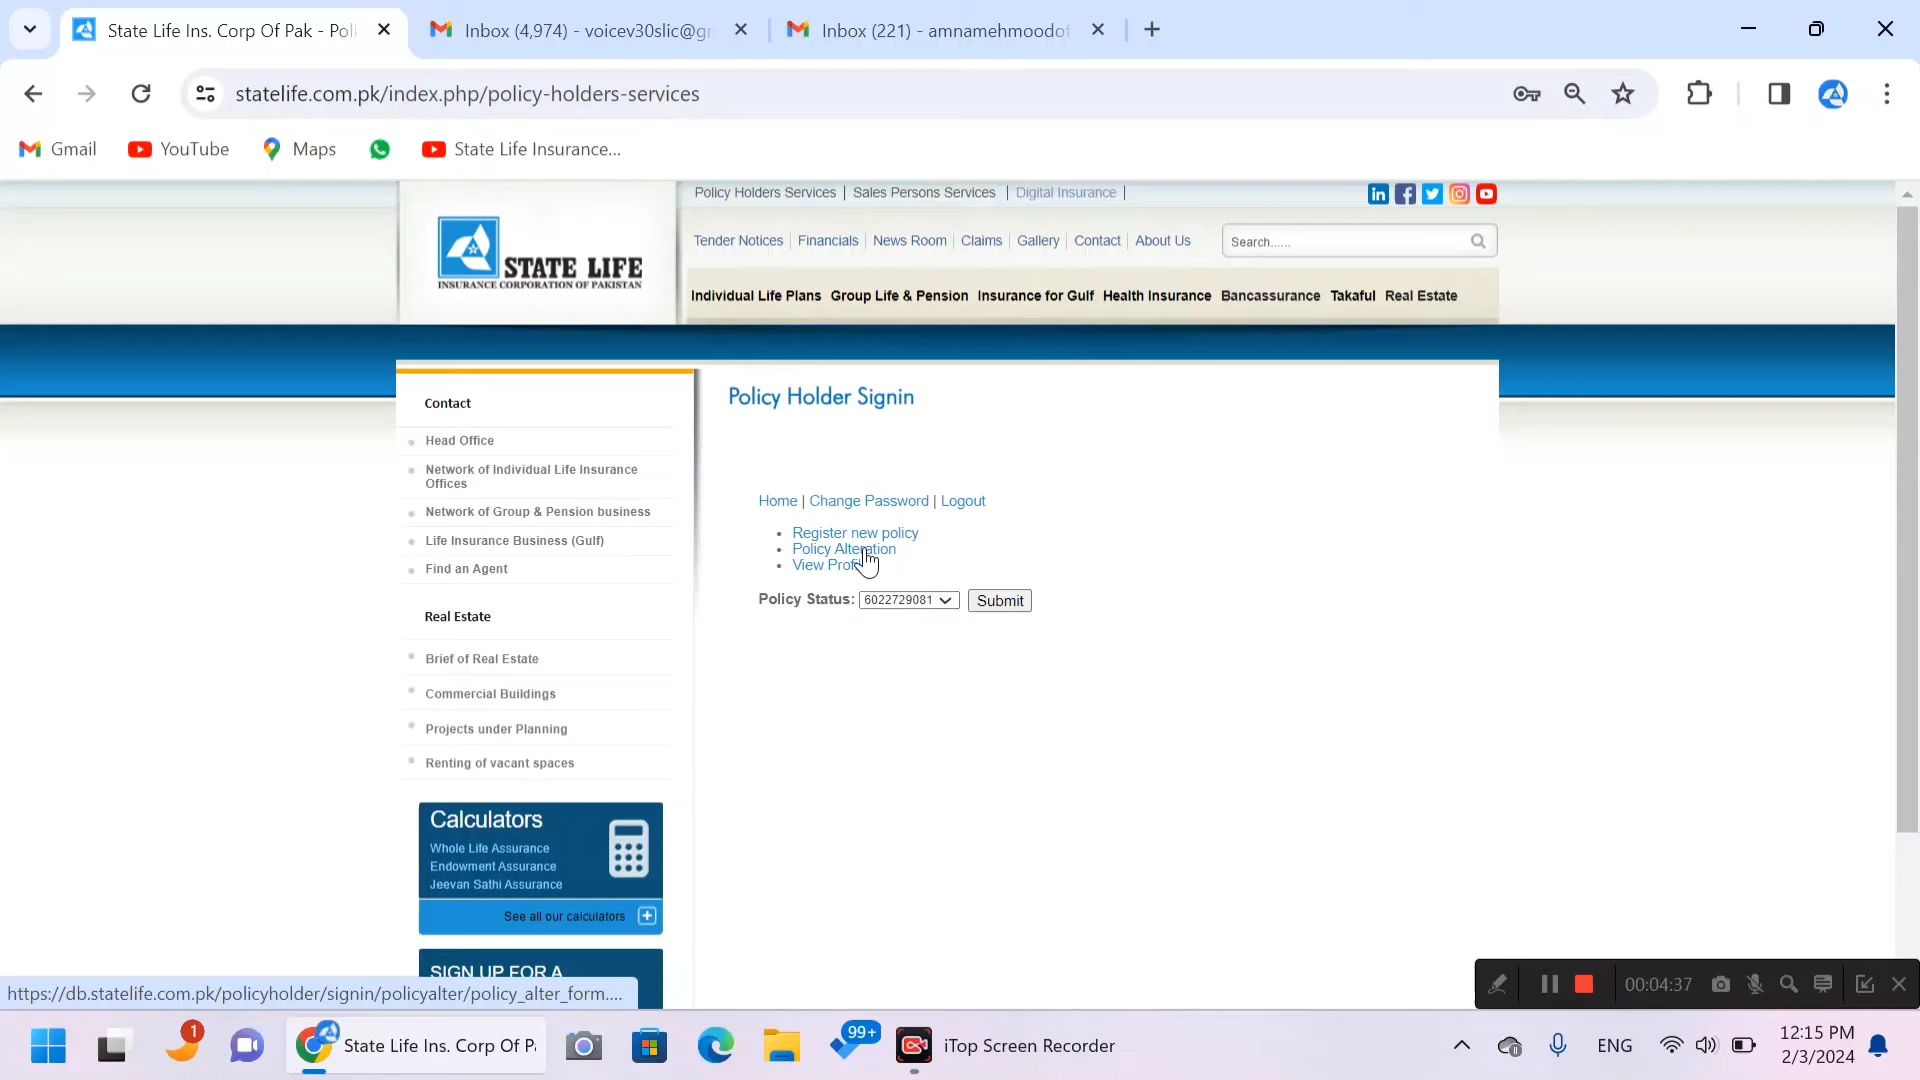 State Life Ins. Corp Of Pak - Poli
Inbox (4,974) - voicev30slic@gr
Inbox (221) - amnamehmoodof
statelife.com.pk/index.php/policy-holders-services
Gmail
YouTube
Maps
State Life Insurance...
Policy Holders Services | Sales Persons Services | Digital Insurance |
Tender Notices
Financials
News Room
Claims
Gallery
Contact
About Us
Search......
STATE LIFE
INSURANCE CORPORATION OF PAKISTAN
Individual Life Plans Group Life & Pension Insurance for Gulf Health Insurance Bancassurance Takaful Real Estate
Contact
Head Office
Network of Individual Life Insurance
Offices
Network of Group & Pension business
Life Insurance Business (Gulf)
Find an Agent
Real Estate
Brief of Real Estate
Commercial Buildings
Projects under Planning
Renting of vacant spaces
Calculators
Whole Life Assurance
Endowment Assurance
Jeevan Sathi Assurance
See all our calculators
SIGN UP FOR A
Policy Holder Signin
Home | Change Password | Logout
Register new policy
Policy Alteration
View Prof
Policy Status: 6022729081 Submit
https://db.statelife.com.pk/policyholder/signin/policyalter/policy_alter_form....
00:04:37
1
State Life Ins. Corp Of P
99+
iTop Screen Recorder
ENG
12:15 PM
2/3/2024